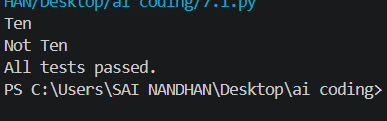 HAN/Desktop/ai coding/7.1.py
Ten
Not Ten
All tests passed.
PS C:\Users\SAI NANDHAN\Desktop\ai coding>